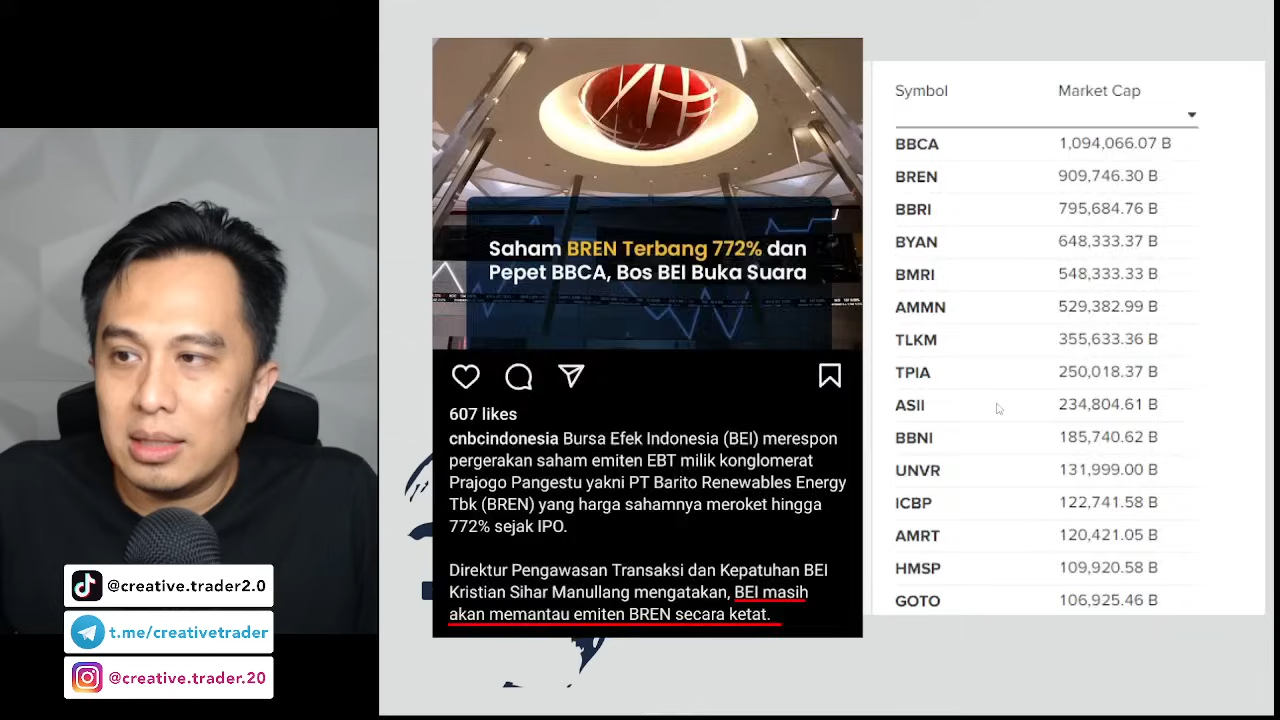 Saham BREN Terbang 772% dan
Pepet BBCA, Bos BEI Buka Suara
607 likes
cnbcindonesia Bursa Efek Indonesia (BEI) merespon
pergerakan saham emiten EBT milik konglomerat
Prajogo Pangestu yakni PT Barito Renewables Energy
Tbk (BREN) yang harga sahamnya meroket hingga
772% sejak IPO.
Direktur Pengawasan Transaksi dan Kepatuhan BEI
Kristian Sihar Manullang mengatakan, BEI masih
akan memantau emiten BREN secara ketat.
Symbol Market Cap
BBCA 1,094,066.07 B
BREN 909,746.30 B
BBRI 795,684.76 B
BYAN 648,333.37 B
BMRI 548,333.33 B
AMMN 529,382.99 B
TLKM 355,633.36 B
TPIA 250,018.37 B
ASII 234,804.61 B
BBNI 185,740.62 B
UNVR 131,999.00 B
ICBP 122,741.58 B
AMRT 120,421.05 B
HMSP 109,920.58 B
GOTO 106,925.46 B
@creative.trader2.0
t.me/creativetrader
@creative.trader.20